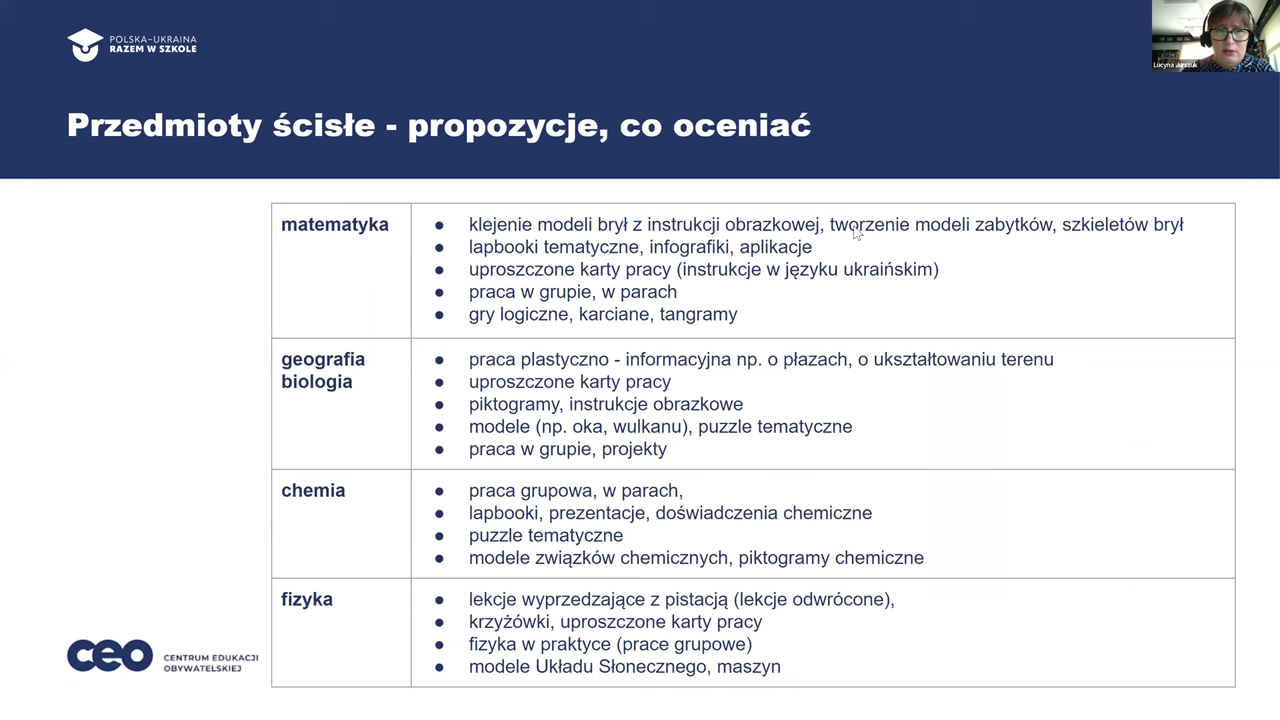 POLSKA–UKRAINA
RAZEM W SZKOLE
Lucyna Jurczuk
Przedmioty ścisłe - propozycje, co oceniać
matematyka
● klejenie modeli brył z instrukcji obrazkowej, tworzenie modeli zabytków, szkieletów brył
● lapbooki tematyczne, infografiki, aplikacje
● uproszczone karty pracy (instrukcje w języku ukraińskim)
● praca w grupie, w parach
● gry logiczne, karciane, tangramy
geografia
biologia
● praca plastyczno - informacyjna np. o płazach, o ukształtowaniu terenu
● uproszczone karty pracy
● piktogramy, instrukcje obrazkowe
● modele (np. oka, wulkanu), puzzle tematyczne
● praca w grupie, projekty
chemia
● praca grupowa, w parach,
● lapbooki, prezentacje, doświadczenia chemiczne
● puzzle tematyczne
● modele związków chemicznych, piktogramy chemiczne
fizyka
● lekcje wyprzedzające z pistacją (lekcje odwrócone),
● krzyżówki, uproszczone karty pracy
● fizyka w praktyce (prace grupowe)
● modele Układu Słonecznego, maszyn
ceo CENTRUM EDUKACJI
OBYWATELSKIEJ